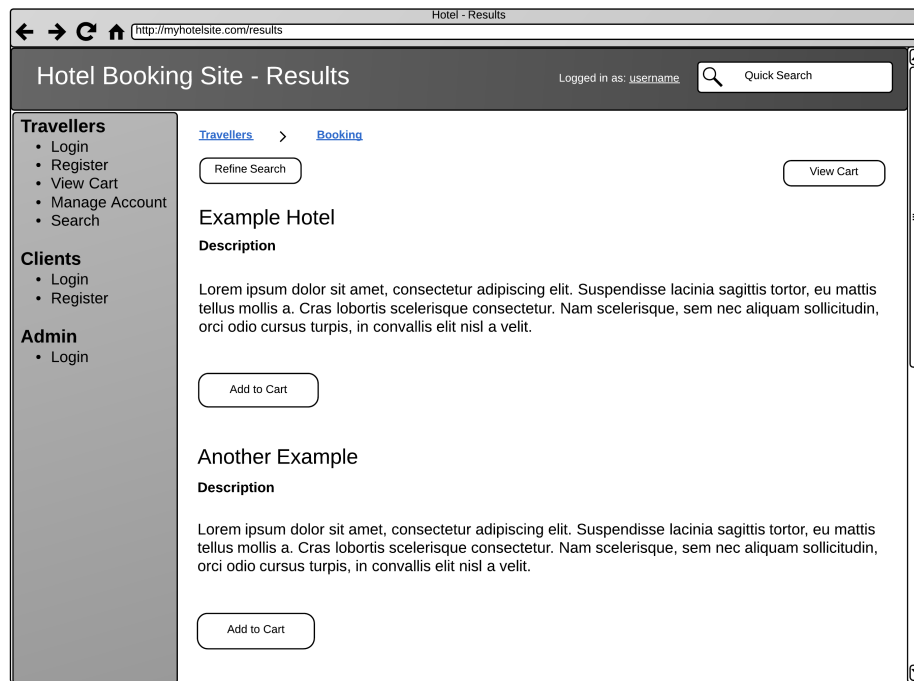 Hotel - Results
http://myhotelsite.com/results
Hotel Booking Site - Results
Logged in as: username
Quick Search
Travellers
• Login
• Register
• View Cart
• Manage Account
• Search
Clients
• Login
• Register
Admin
• Login
Travellers > Booking
Refine Search
View Cart
Example Hotel
Description
Lorem ipsum dolor sit amet, consectetur adipiscing elit. Suspendisse lacinia sagittis tortor, eu mattis
tellus mollis a. Cras lobortis scelerisque consectetur. Nam scelerisque, sem nec aliquam sollicitudin,
orci odio cursus turpis, in convallis elit nisl a velit.
Add to Cart
Another Example
Description
Lorem ipsum dolor sit amet, consectetur adipiscing elit. Suspendisse lacinia sagittis tortor, eu mattis
tellus mollis a. Cras lobortis scelerisque consectetur. Nam scelerisque, sem nec aliquam sollicitudin,
orci odio cursus turpis, in convallis elit nisl a velit.
Add to Cart